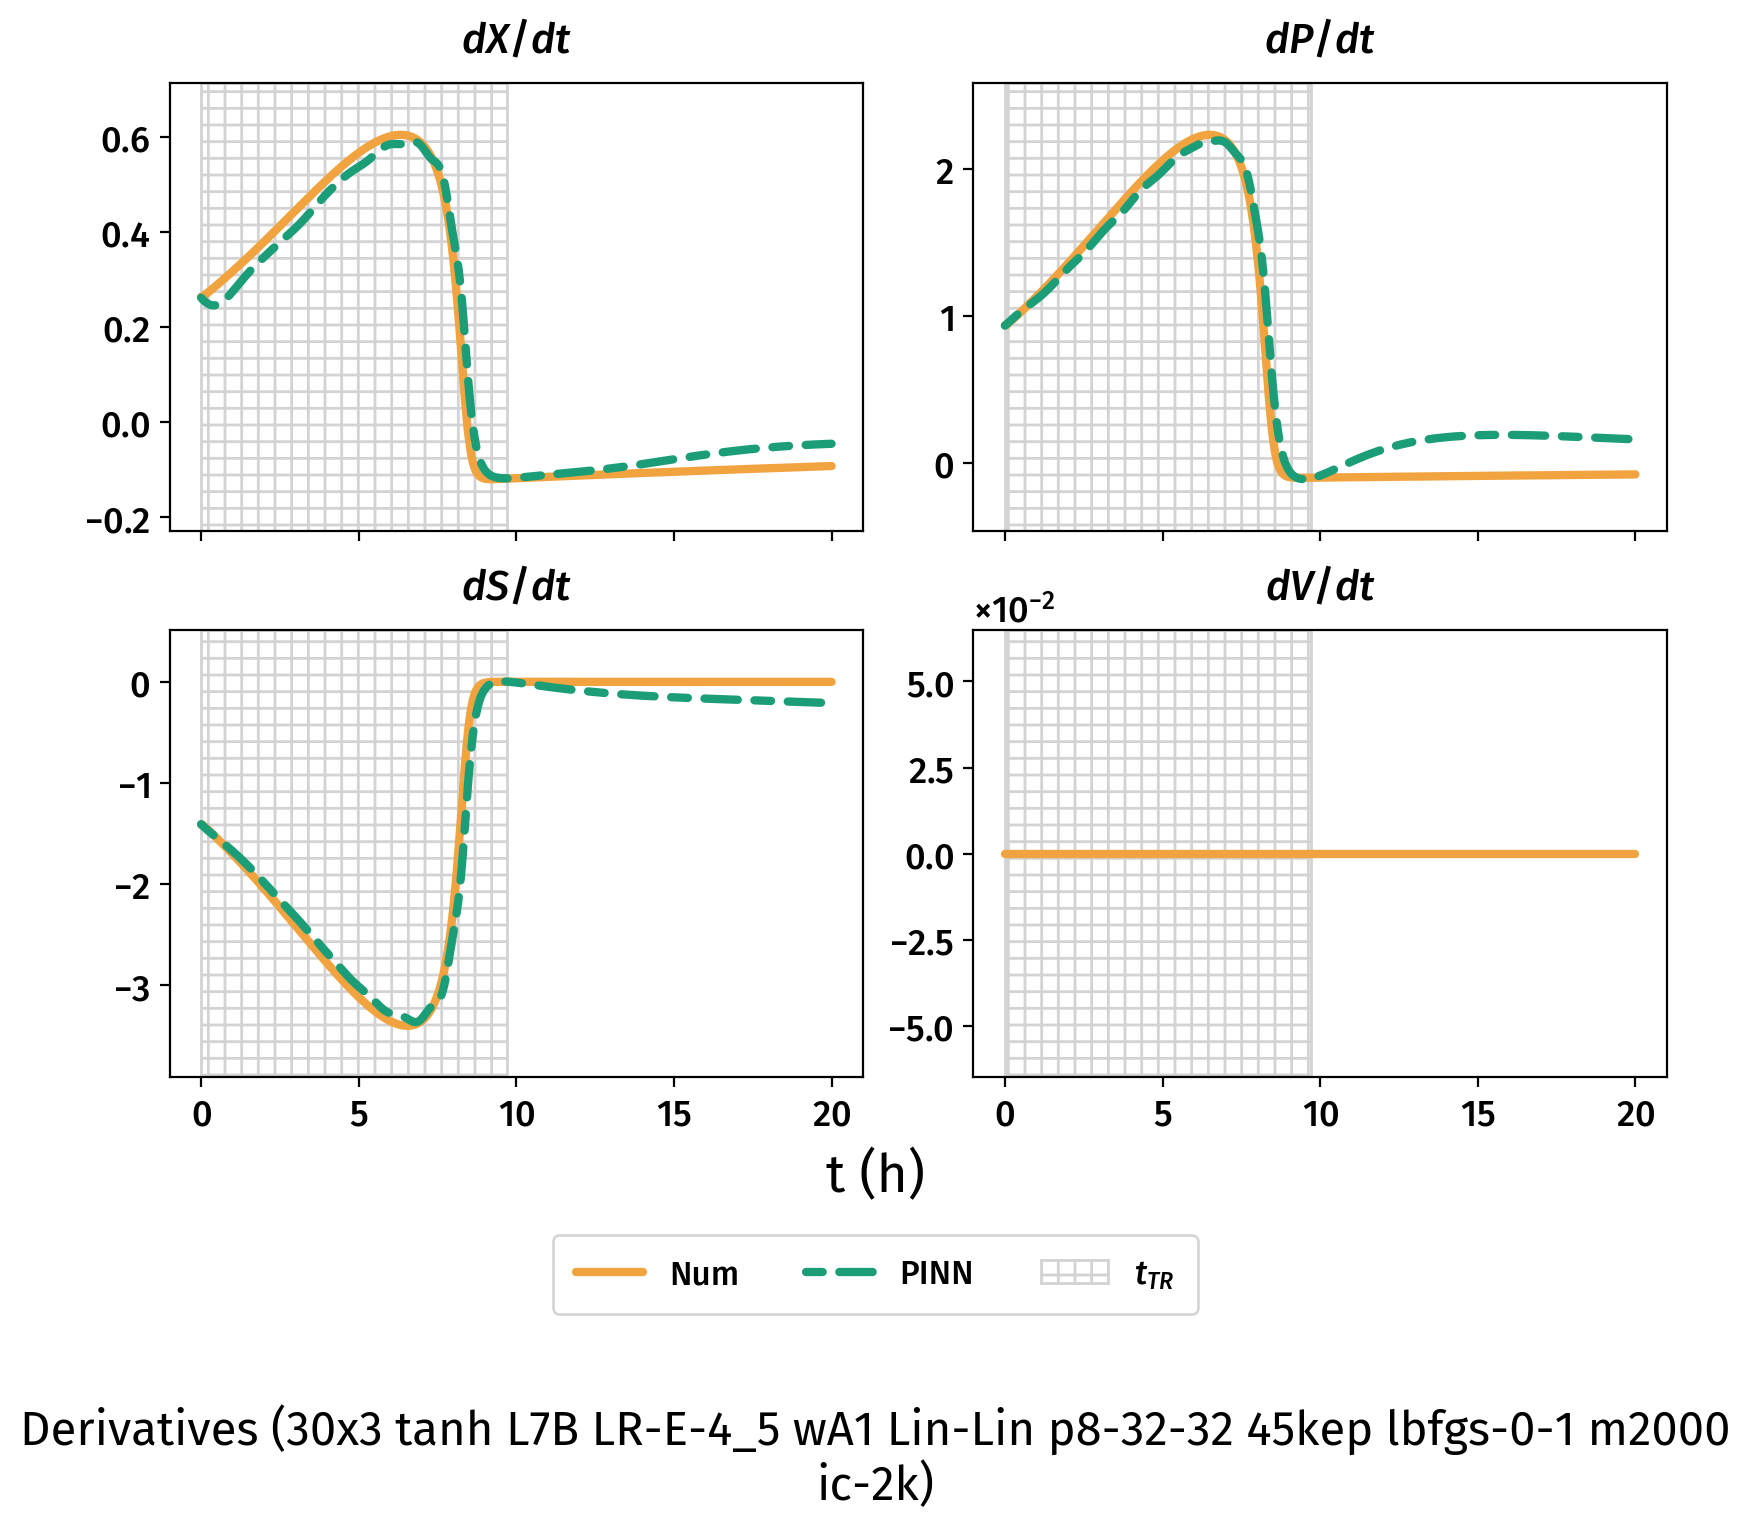 dX/dt
dP/dt
0.6
0.4
0.2
0.0
−0.2
2
1
0
dS/dt
dV/dt
×10⁻²
0
−1
−2
−3
5.0
2.5
0.0
−2.5
−5.0
0 5 10 15 20
0 5 10 15 20
t (h)
Num PINN t_TR
Derivatives (30x3 tanh L7B LR-E-4_5 wA1 Lin-Lin p8-32-32 45kep lbfgs-0-1 m2000
ic-2k)